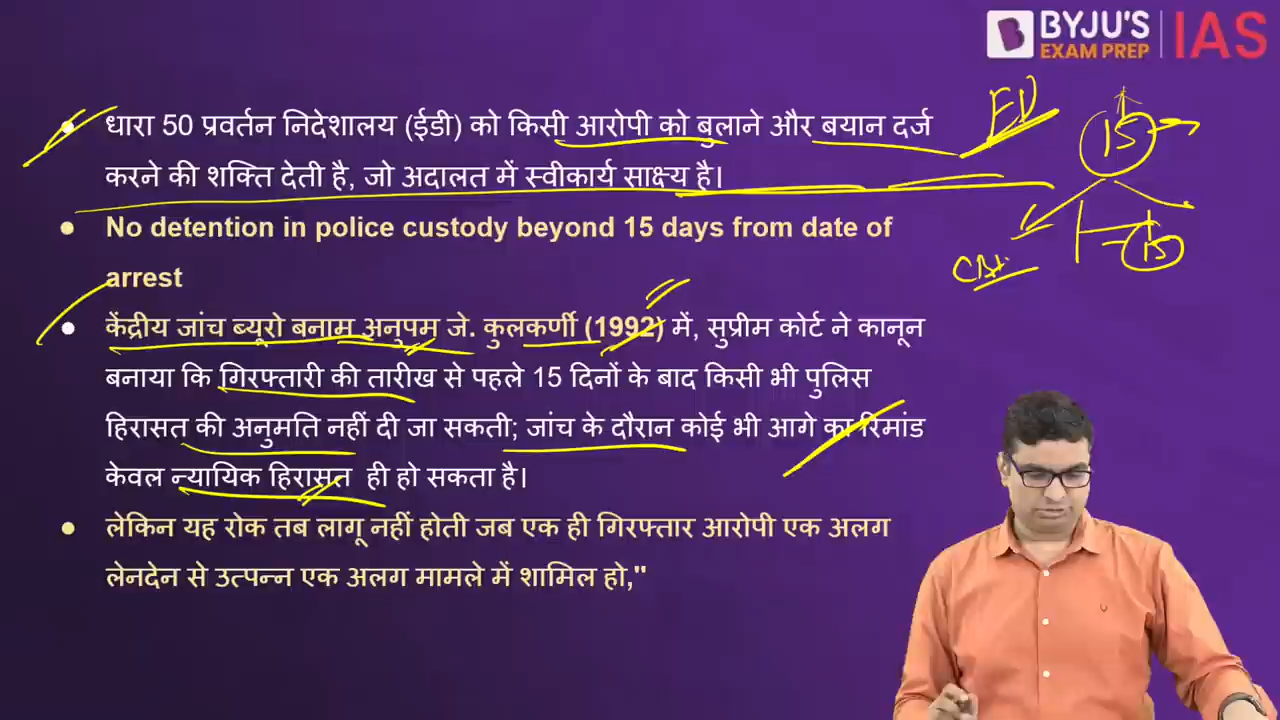 BYJU'S
EXAM PREP
IAS
धारा 50 प्रवर्तन निदेशालय (ईडी) को किसी आरोपी को बुलाने और बयान दर्ज
करने की शक्ति देती है, जो अदालत में स्वीकार्य साक्ष्य है।
No detention in police custody beyond 15 days from date of
arrest
केंद्रीय जांच ब्यूरो बनाम अनुपम जे. कुलकर्णी (1992) में, सुप्रीम कोर्ट ने कानून
बनाया कि गिरफ्तारी की तारीख से पहले 15 दिनों के बाद किसी भी पुलिस
हिरासत की अनुमति नहीं दी जा सकती; जांच के दौरान कोई भी आगे का रिमांड
केवल न्यायिक हिरासत ही हो सकता है।
लेकिन यह रोक तब लागू नहीं होती जब एक ही गिरफ्तार आरोपी एक अलग
लेनदेन से उत्पन्न एक अलग मामले में शामिल हो,"
ED
15
CBI
15